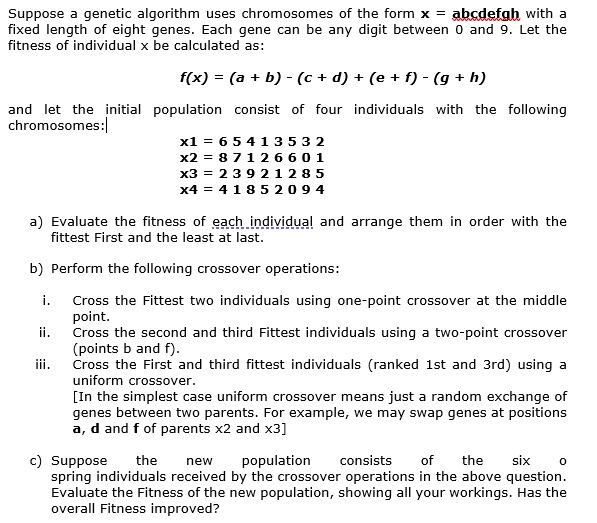 Suppose a genetic algorithm uses chromosomes of the form x = abcdefgh with a
fixed length of eight genes. Each gene can be any digit between 0 and 9. Let the
fitness of individual x be calculated as:
f(x) = (a + b) - (c + d) + (e + f) - (g + h)
and let the initial population consist of four individuals with the following
chromosomes:
x1 = 6 5 4 1 3 5 3 2
x2 = 8 7 1 2 6 6 0 1
x3 = 2 3 9 2 1 2 8 5
x4 = 4 1 8 5 2 0 9 4
a) Evaluate the fitness of each individual and arrange them in order with the
fittest First and the least at last.
b) Perform the following crossover operations:
i. Cross the Fittest two individuals using one-point crossover at the middle
point.
ii. Cross the second and third Fittest individuals using a two-point crossover
(points b and f).
iii. Cross the First and third fittest individuals (ranked 1st and 3rd) using a
uniform crossover.
[In the simplest case uniform crossover means just a random exchange of
genes between two parents. For example, we may swap genes at positions
a, d and f of parents x2 and x3]
c) Suppose the new population consists of the six o
spring individuals received by the crossover operations in the above question.
Evaluate the Fitness of the new population, showing all your workings. Has the
overall Fitness improved?